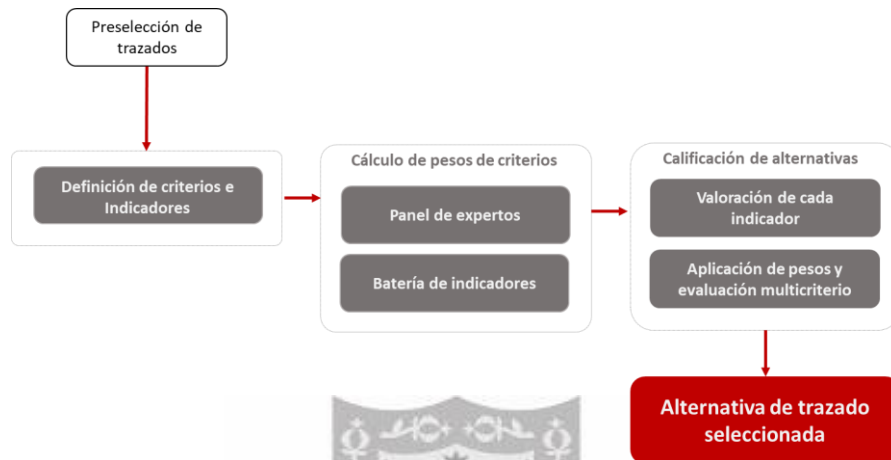 Preselección de
trazados
Definición de criterios e
Indicadores
Cálculo de pesos de criterios
Panel de expertos
Batería de indicadores
Calificación de alternativas
Valoración de cada
indicador
Aplicación de pesos y
evaluación multicriterio
Alternativa de trazado
seleccionada